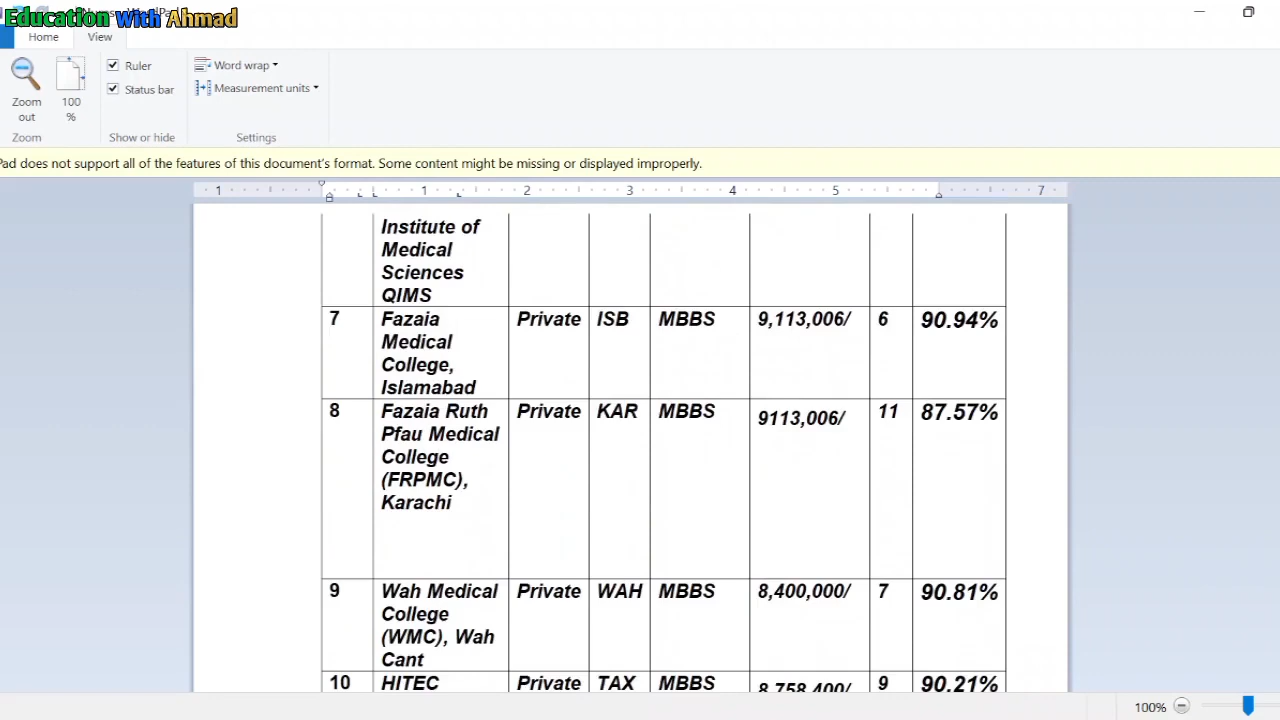 Education With Ahmad
Home View
Ruler
Status bar
Word wrap
Measurement units
Zoom out
100 %
Zoom
Show or hide
Settings
Pad does not support all of the features of this document's format. Some content might be missing or displayed improperly.
1 1 2 3 4 5 7
Institute of
Medical
Sciences
QIMS
7 Fazaia Private ISB MBBS 9,113,006/ 6 90.94%
Medical
College,
Islamabad
8 Fazaia Ruth Private KAR MBBS 9113,006/ 11 87.57%
Pfau Medical
College
(FRPMC),
Karachi
9 Wah Medical Private WAH MBBS 8,400,000/ 7 90.81%
College
(WMC), Wah
Cant
10 HITEC Private TAX MBBS 8,758,400/ 9 90.21%
100%